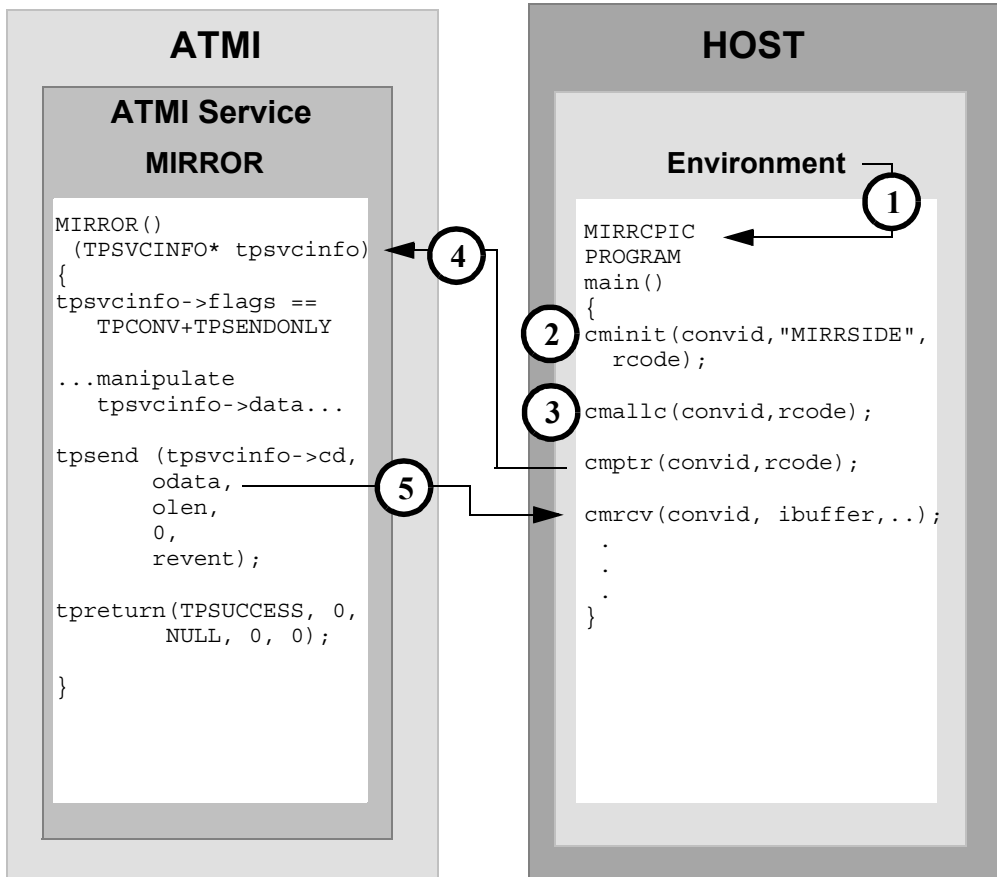 ATMI
ATMI Service
MIRROR
MIRROR()
(TPSVCINFO* tpsvcinfo)
{
tpsvcinfo->flags ==
TPCONV+TPSENDONLY
...manipulate
tpsvcinfo->data...
tpsend (tpsvcinfo->cd,
odata,
olen,
0,
revent);
tpreturn(TPSUCCESS, 0,
NULL, 0, 0);
}
4
5
HOST
Environment
1
MIRRCPIC
PROGRAM
main()
{
2
cminit(convid,"MIRRSIDE",
rcode);
3
cmallc(convid,rcode);
cmptr(convid,rcode);
cmrcv(convid, ibuffer,..);
.
.
.
}